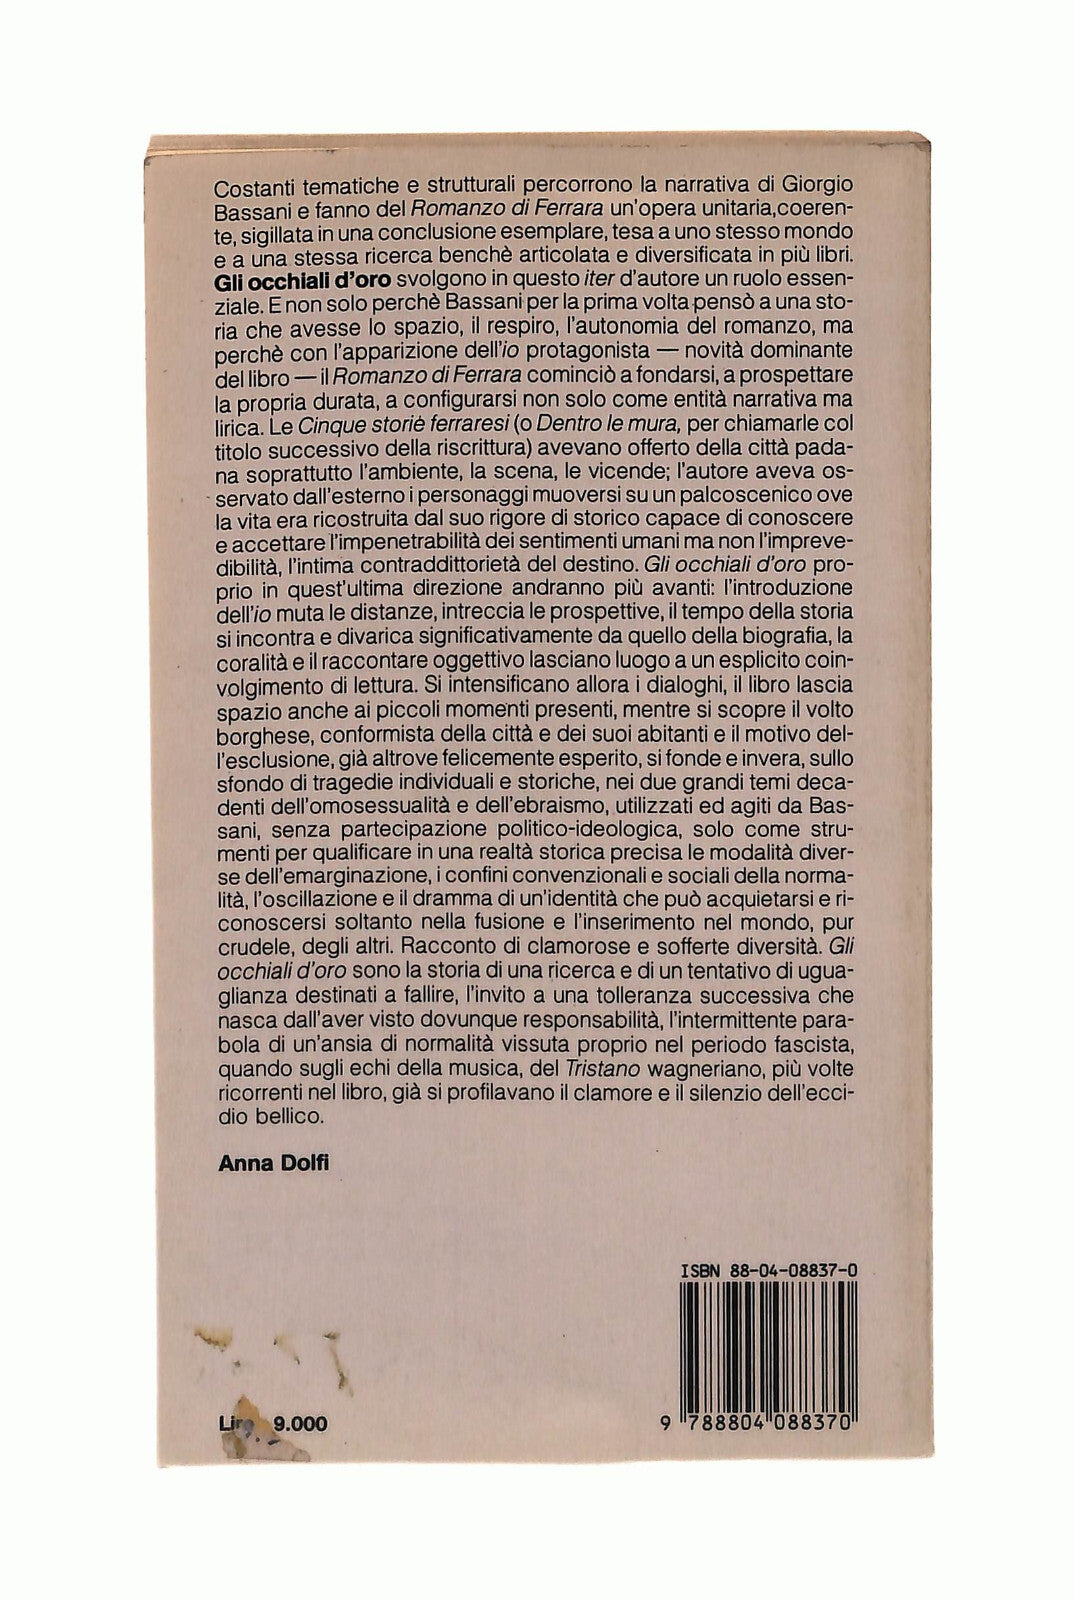 Costanti tematiche e strutturali percorrono la narrativa di Giorgio
Bassani e fanno del Romanzo di Ferrara un'opera unitaria,coeren-
te, sigillata in una conclusione esemplare, tesa a uno stesso mondo
e a una stessa ricerca benchè articolata e diversificata in più libri.
Gli occhiali d'oro svolgono in questo iter d'autore un ruolo essen-
ziale. E non solo perchè Bassani per la prima volta pensò a una sto-
ria che avesse lo spazio, il respiro, l'autonomia del romanzo, ma
perchè con l'apparizione dell'io protagonista — novità dominante
del libro — il Romanzo di Ferrara cominciò a fondarsi, a prospettare
la propria durata, a configurarsi non solo come entità narrativa ma
lirica. Le Cinque storie ferraresi (o Dentro le mura, per chiamarle col
titolo successivo della riscrittura) avevano offerto della città pada-
na soprattutto l'ambiente, la scena, le vicende; l'autore aveva os-
servato dall'esterno i personaggi muoversi su un palcoscenico ove
la vita era ricostruita dal suo rigore di storico capace di conoscere
e accettare l'impenetrabilità dei sentimenti umani ma non l'impreve-
dibilità, l'intima contraddittorietà del destino. Gli occhiali d'oro pro-
prio in quest'ultima direzione andranno più avanti: l'introduzione
dell'io muta le distanze, intreccia le prospettive, il tempo della storia
si incontra e divarica significativamente da quello della biografia, la
coralità e il raccontare oggettivo lasciano luogo a un esplicito coin-
volgimento di lettura. Si intensificano allora i dialoghi, il libro lascia
spazio anche ai piccoli momenti presenti, mentre si scopre il volto
borghese, conformista della città e dei suoi abitanti e il motivo del-
l'esclusione, già altrove felicemente esperito, si fonde e invera, sullo
sfondo di tragedie individuali e storiche, nei due grandi temi deca-
denti dell'omosessualità e dell'ebraismo, utilizzati ed agiti da Bas-
sani, senza partecipazione politico-ideologica, solo come stru-
menti per qualificare in una realtà storica precisa le modalità diver-
se dell'emarginazione, i confini convenzionali e sociali della norma-
lità, l'oscillazione e il dramma di un'identità che può acquietarsi e ri-
conoscersi soltanto nella fusione e l'inserimento nel mondo, pur
crudele, degli altri. Racconto di clamorose e sofferte diversità. Gli
occhiali d'oro sono la storia di una ricerca e di un tentativo di ugua-
glianza destinati a fallire, l'invito a una tolleranza successiva che
nasca dall'aver visto dovunque responsabilità, l'intermittente para-
bola di un'ansia di normalità vissuta proprio nel periodo fascista,
quando sugli echi della musica, del Tristano wagneriano, più volte
ricorrenti nel libro, già si profilavano il clamore e il silenzio dell'ecci-
dio bellico.
Anna Dolfi
ISBN 88-04-08837-0
Lire 9.000
9 788804 088370